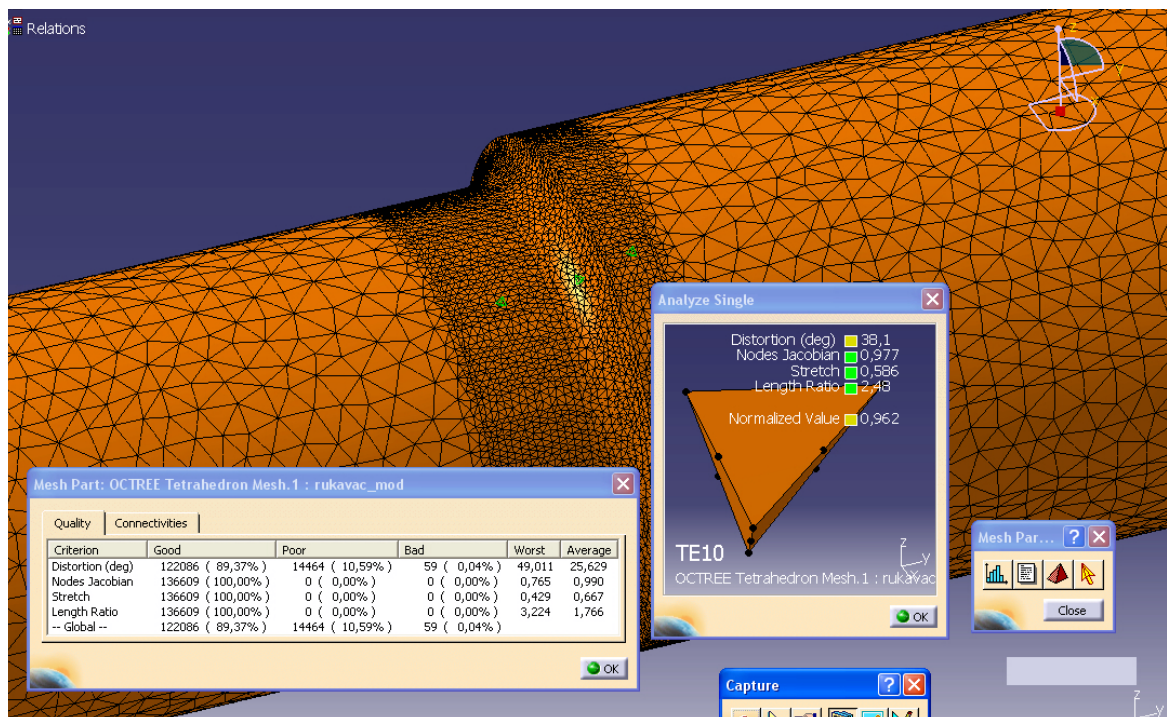 Relations
z
y
Analyze Single
Distortion (deg) 38,1
Nodes Jacobian 0,977
Stretch 0,586
Length Ratio 2,48
Normalized Value 0,962
TE10
z
y
OCTREE Tetrahedron Mesh.1 : rukavac
OK
Mesh Part: OCTREE Tetrahedron Mesh.1 : rukavac_mod
Quality Connectivities
Criterion Good Poor Bad Worst Average
Distortion (deg) 122086 ( 89,37% ) 14464 ( 10,59% ) 59 ( 0,04% ) 49,011 25,629
Nodes Jacobian 136609 (100,00% ) 0 ( 0,00% ) 0 ( 0,00% ) 0,765 0,990
Stretch 136609 (100,00% ) 0 ( 0,00% ) 0 ( 0,00% ) 0,429 0,667
Length Ratio 136609 (100,00% ) 0 ( 0,00% ) 0 ( 0,00% ) 3,224 1,766
-- Global -- 122086 ( 89,37% ) 14464 ( 10,59% ) 59 ( 0,04% )
OK
Mesh Par... ?
Close
Capture ?
z
y